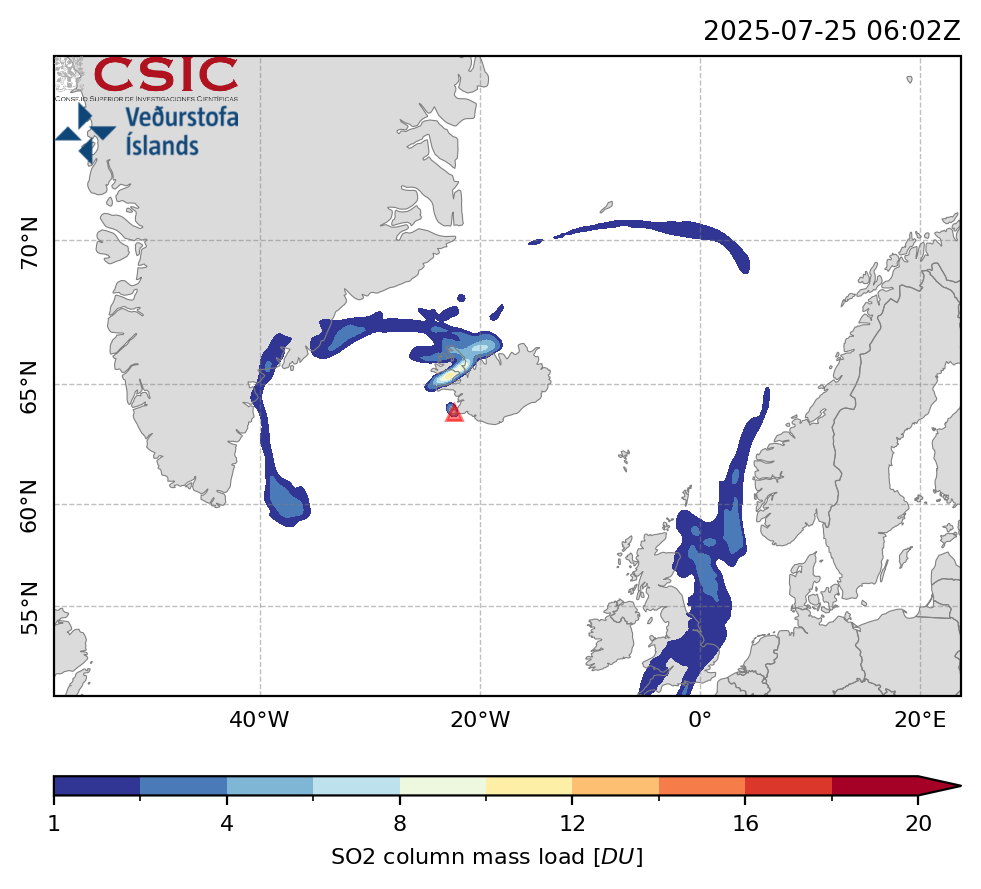 2025-07-25 06:02Z
CSIC
CONSEJO SUPERIOR DE INVESTIGACIONES CIENTÍFICAS
Veðurstofa
Íslands
70°N
65°N
60°N
55°N
40°W 20°W 0° 20°E
1 4 8 12 16 20
SO2 column mass load [DU]